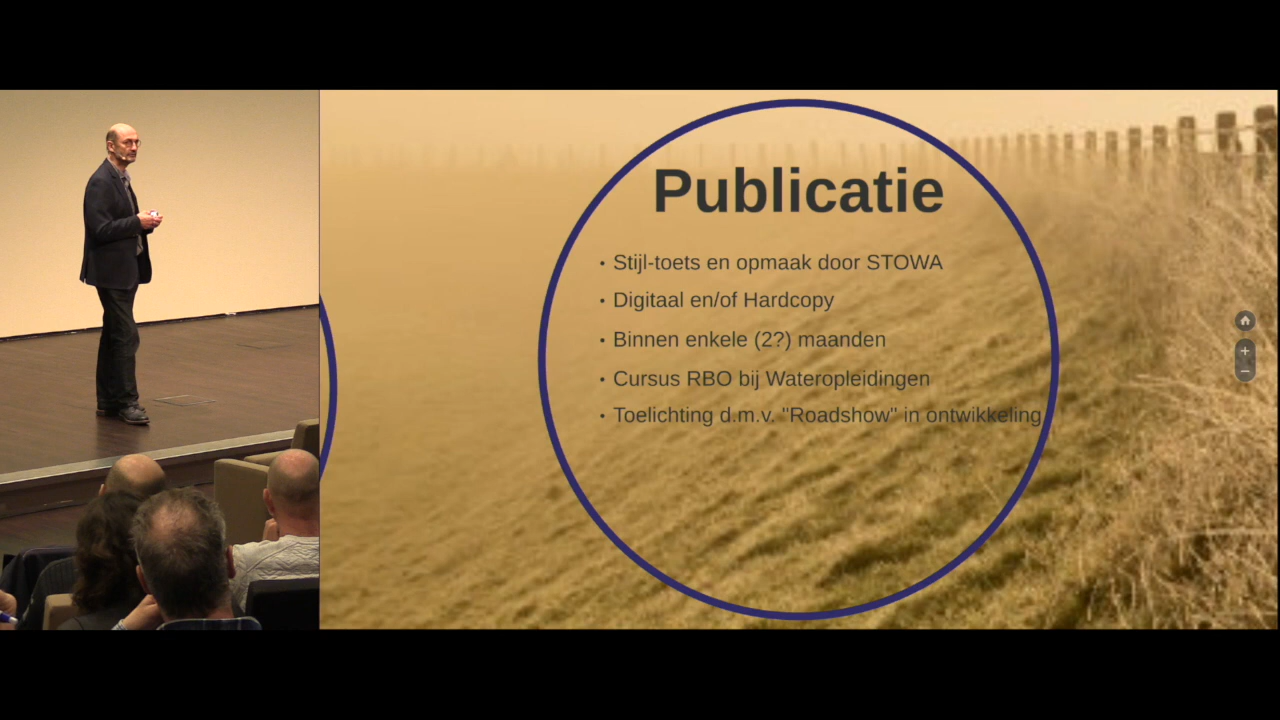 Publicatie
• Stijl-toets en opmaak door STOWA
• Digitaal en/of Hardcopy
• Binnen enkele (2?) maanden
• Cursus RBO bij Wateropleidingen
• Toelichting d.m.v. "Roadshow" in ontwikkeling